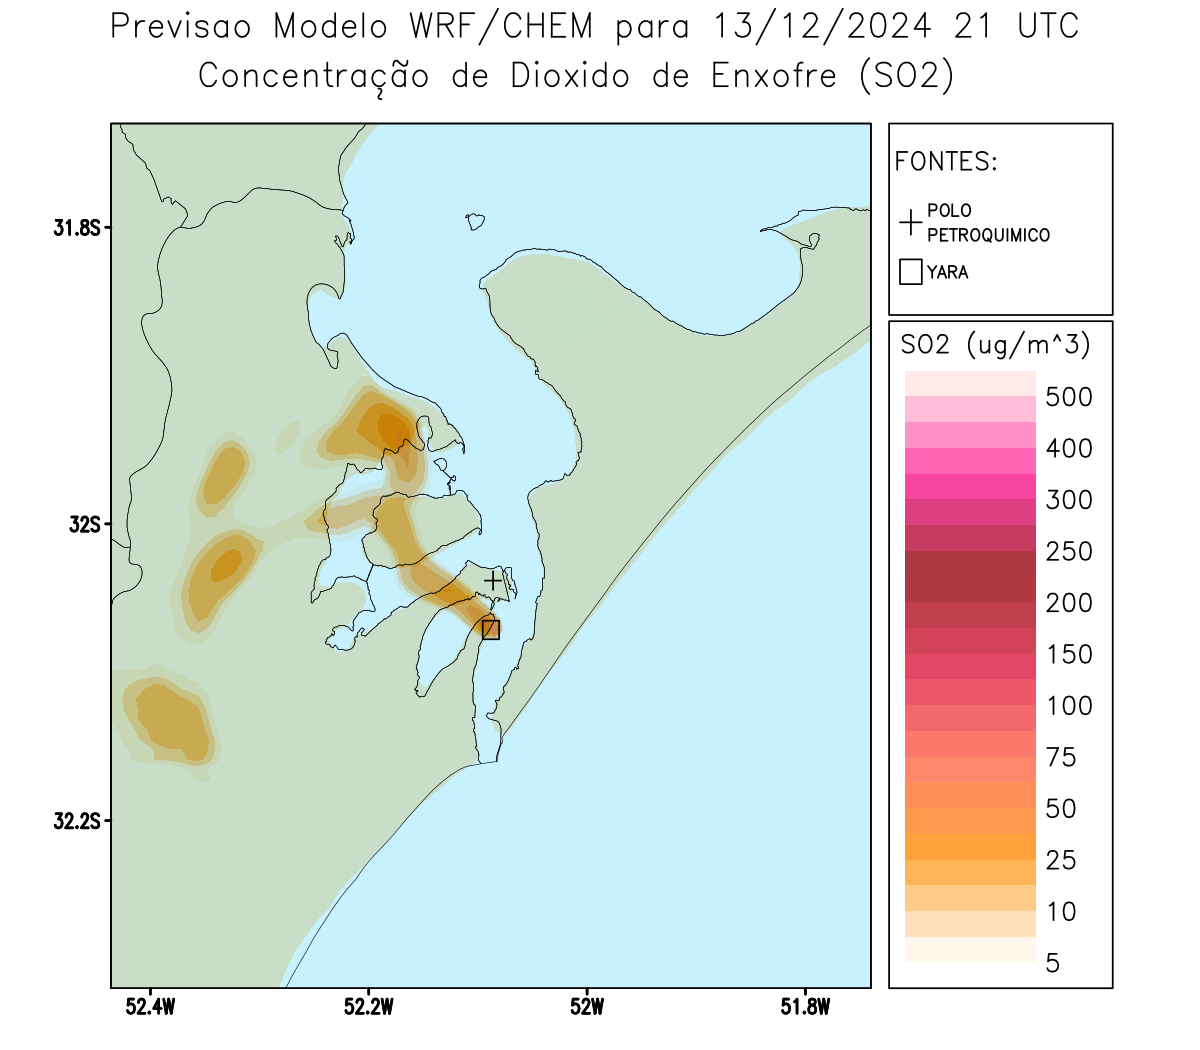 Previsao Modelo WRF/CHEM para 13/12/2024 21 UTC
Concentração de Dioxido de Enxofre (SO2)
FONTES:
POLO
PETROQUIMICO
YARA
31.8S
32S
32.2S
52.4W
52.2W
52W
51.8W
SO2 (ug/m^3)
500
400
300
250
200
150
100
75
50
25
10
5